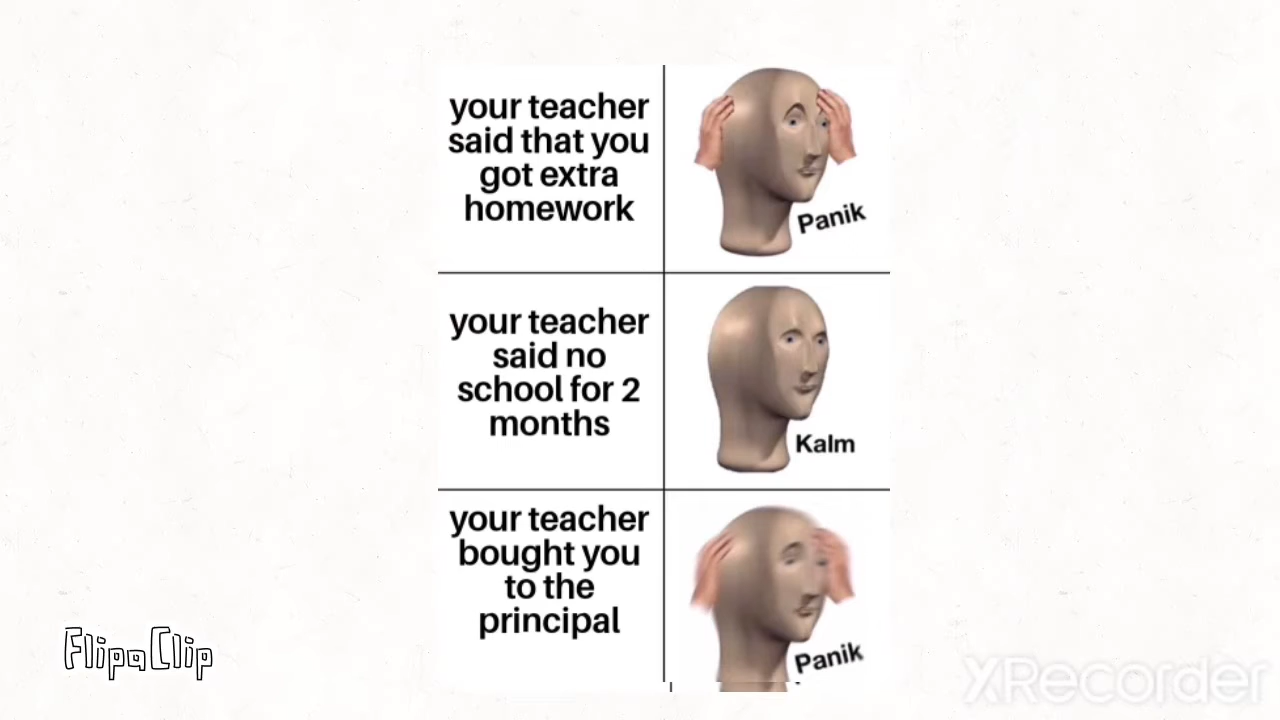 your teacher
said that you
got extra
homework
Panik
your teacher
said no
school for 2
months
Kalm
your teacher
bought you
to the
principal
Panik
FlipaClip
XRecorder